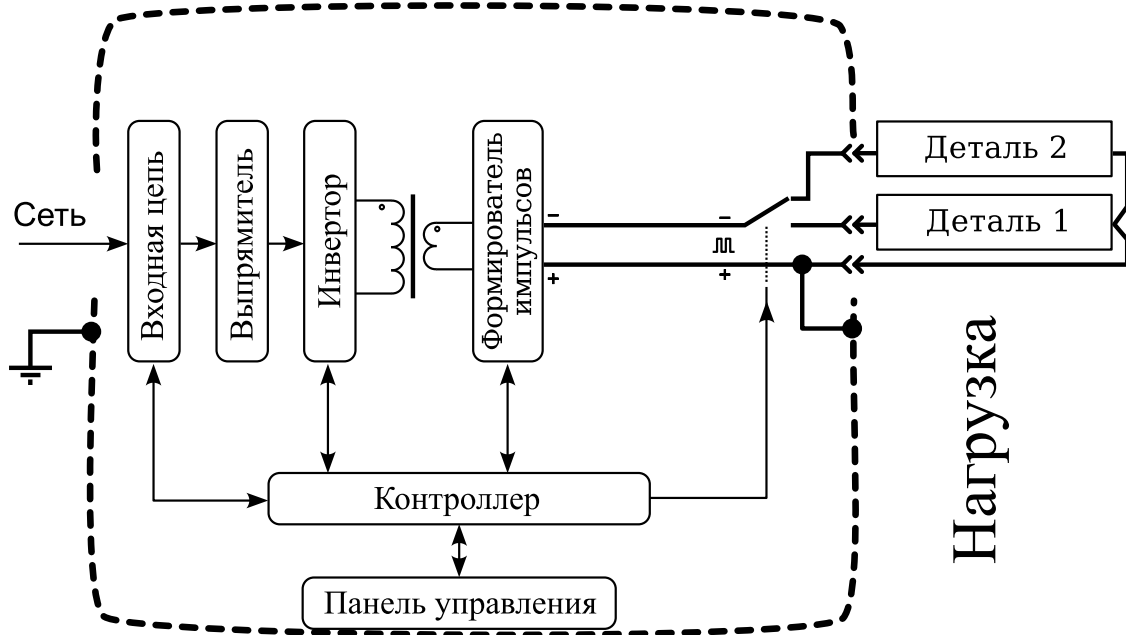 Сеть
Входная цепь
Выпрямитель
Инвертор
Формирователь
импульсов
−
−
+
+
Деталь 2
Деталь 1
Нагрузка
Контроллер
Панель управления